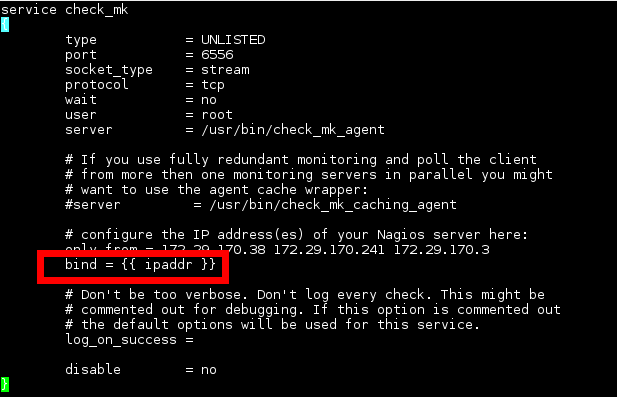 service check_mk
{
type = UNLISTED
port = 6556
socket_type = stream
protocol = tcp
wait = no
user = root
server = /usr/bin/check_mk_agent
# If you use fully redundant monitoring and poll the client
# from more then one monitoring servers in parallel you might
# want to use the agent cache wrapper:
#server = /usr/bin/check_mk_caching_agent
# configure the IP address(es) of your Nagios server here:
only_from = 172.29.170.38 172.29.170.241 172.29.170.3
bind = {{ ipaddr }}
# Don't be too verbose. Don't log every check. This might be
# commented out for debugging. If this option is commented out
# the default options will be used for this service.
log_on_success =
disable = no
}